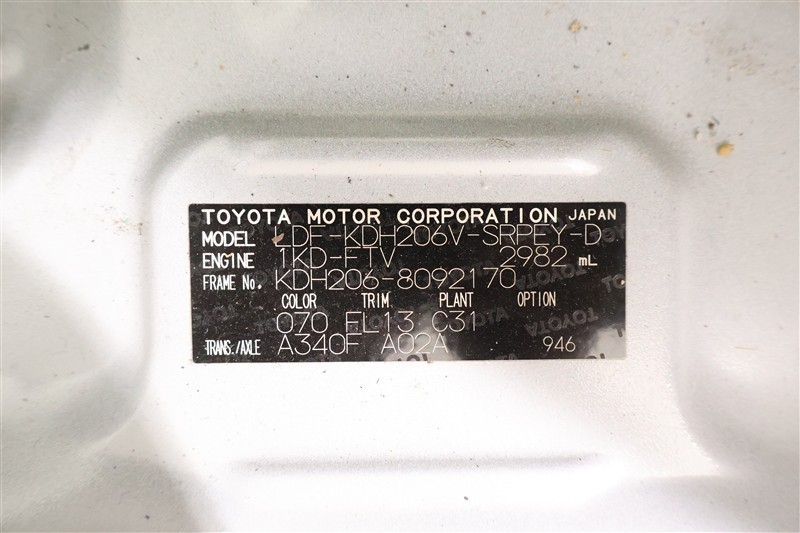 TOYOTA MOTOR CORPORATION JAPAN
MODEL LDF-KDH206V-SRPEY-D
ENGINE 1KD-FTV 2982 mL
FRAME No. KDH206-8092170
COLOR TRIM PLANT OPTION
070 FL13 C31
TRANS./AXLE A340F A02A 946